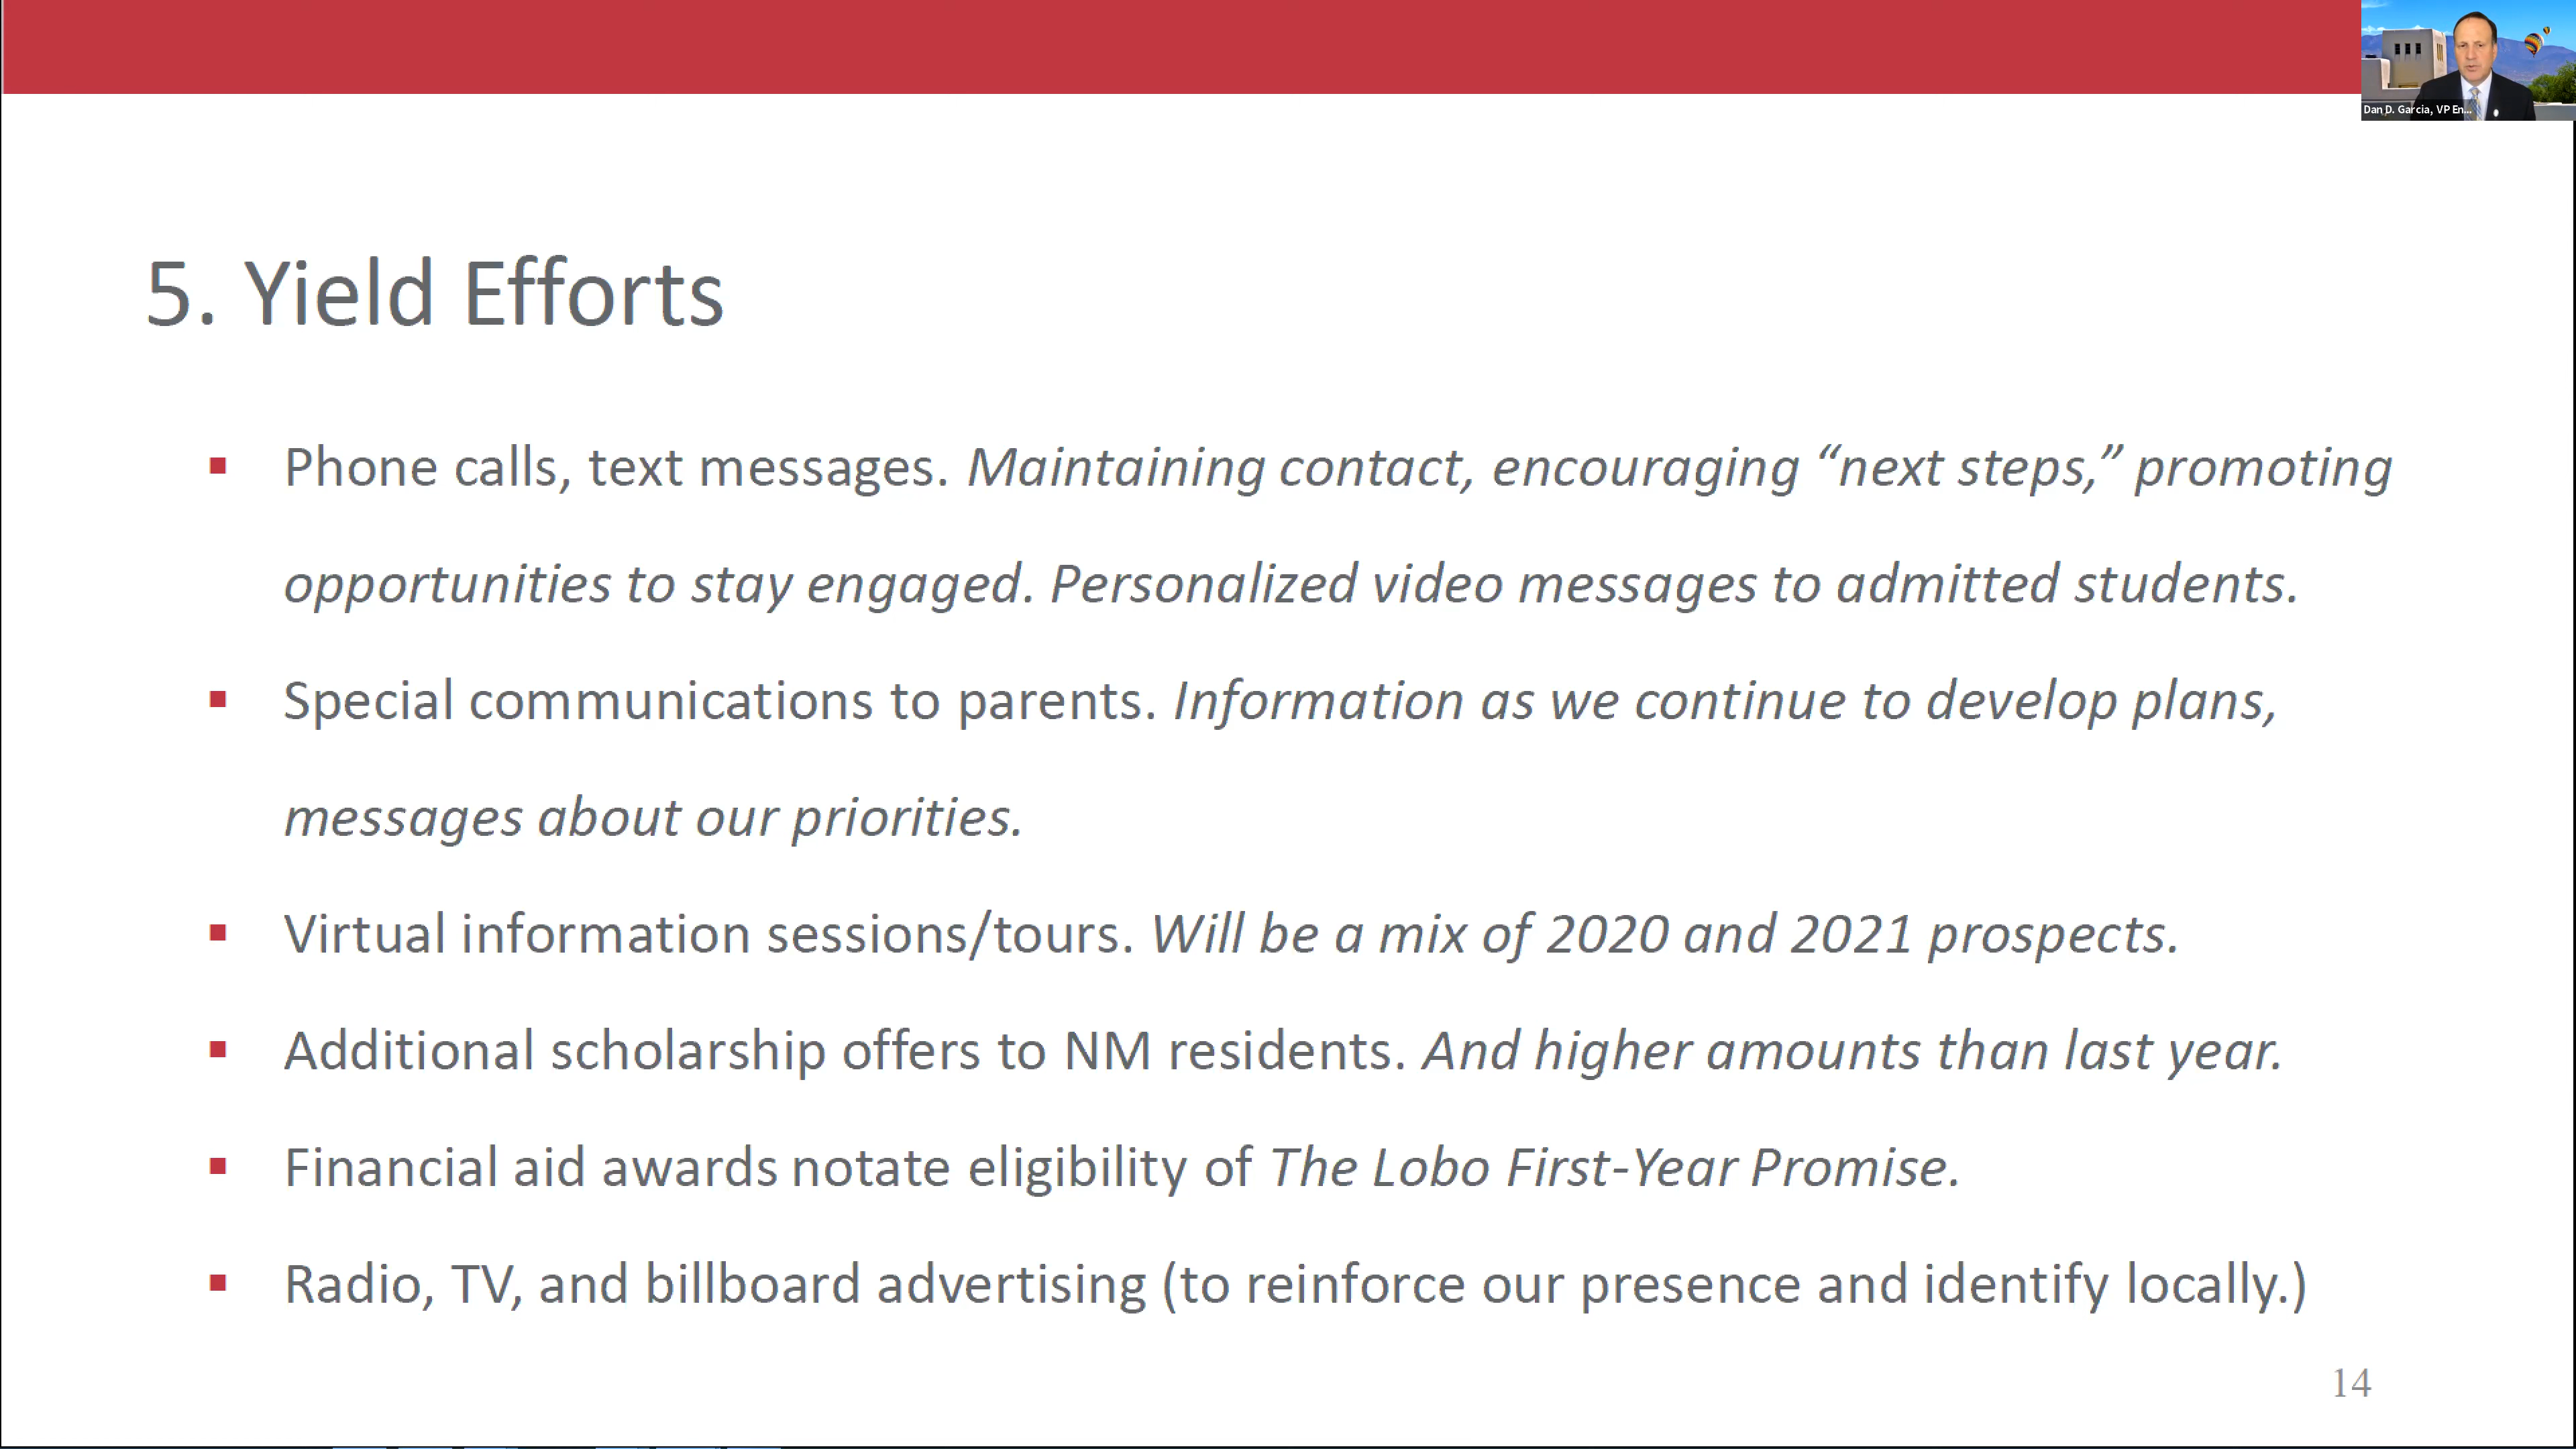 Dan D. Garcia, VP En...
5. Yield Efforts
▪ Phone calls, text messages. Maintaining contact, encouraging “next steps,” promoting
opportunities to stay engaged. Personalized video messages to admitted students.
▪ Special communications to parents. Information as we continue to develop plans,
messages about our priorities.
▪ Virtual information sessions/tours. Will be a mix of 2020 and 2021 prospects.
▪ Additional scholarship offers to NM residents. And higher amounts than last year.
▪ Financial aid awards notate eligibility of The Lobo First-Year Promise.
▪ Radio, TV, and billboard advertising (to reinforce our presence and identify locally.)
14